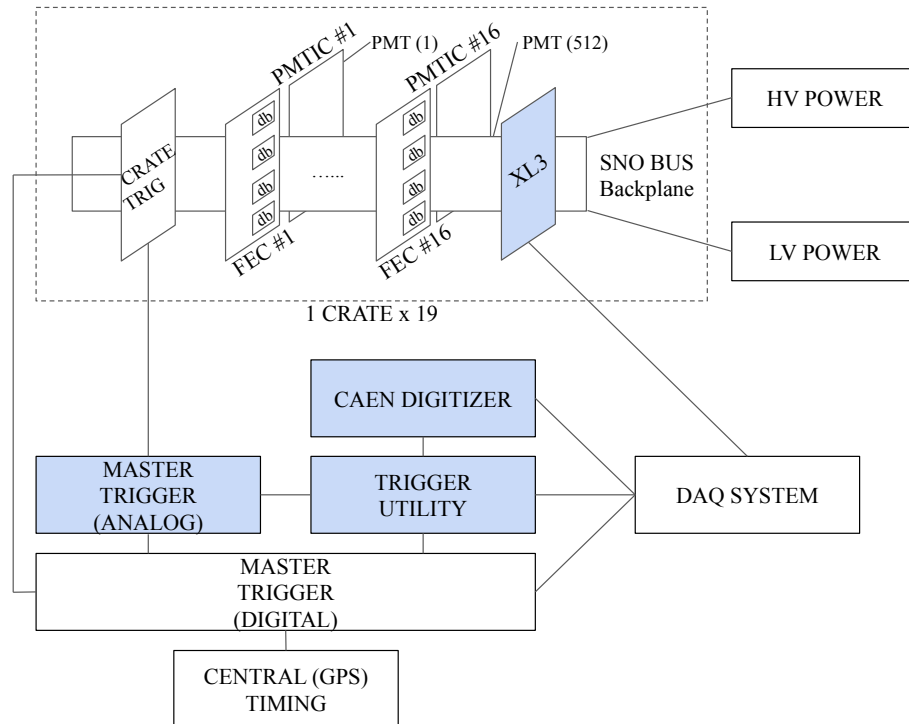 PMTIC #1
PMT (1)
PMTIC #16
PMT (512)
HV POWER
CRATE
TRIG
db
db
db
db
FEC #1
…...
db
db
db
db
FEC #16
XL3
SNO BUS
Backplane
LV POWER
1 CRATE x 19
CAEN DIGITIZER
MASTER
TRIGGER
(ANALOG)
TRIGGER
UTILITY
DAQ SYSTEM
MASTER
TRIGGER
(DIGITAL)
CENTRAL (GPS)
TIMING